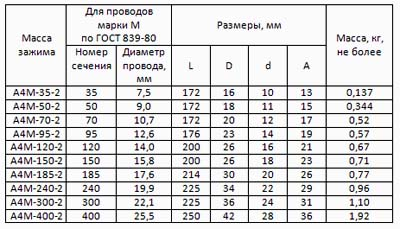 Масса зажима
Для проводов марки М по ГОСТ 839-80
Размеры, мм
Масса, кг, не более
Номер сечения
Диаметр провода, мм
L D d A
А4М-35-2 35 7,5 172 16 10 13 0,137
А4М-50-2 50 9,0 172 18 11 15 0,344
А4М-70-2 70 10,7 172 20 12 17 0,52
А4М-95-2 95 12,6 176 23 14 19 0,57
А4М-120-2 120 14,0 200 26 16 21 0,67
А4М-150-2 150 15,8 200 26 18 23 0,71
А4М-185-2 185 17,6 214 30 20 26 0,77
А4М-240-2 240 19,9 225 34 22 29 0,96
А4М-300-2 300 22,1 225 36 24 31 1,10
А4М-400-2 400 25,5 250 42 28 36 1,92